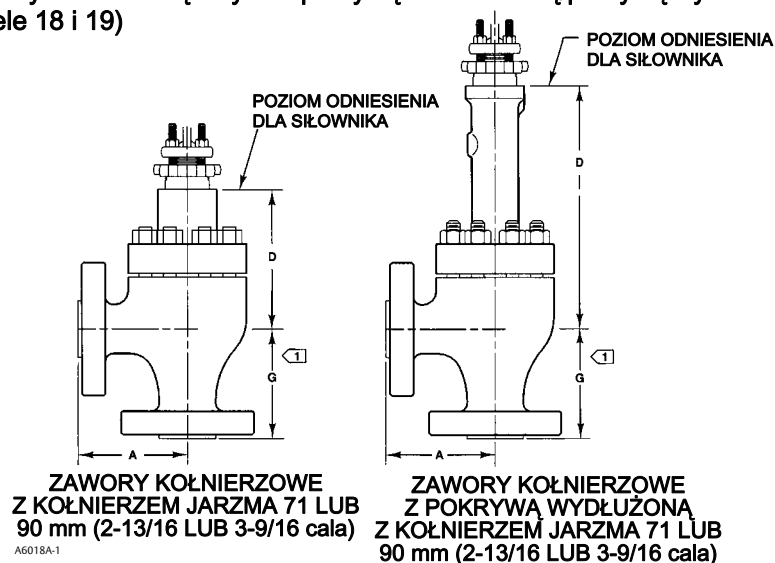 ele 18 i 19)
POZIOM ODNIESIENIA
DLA SIŁOWNIKA
D
1
G
A
ZAWORY KOŁNIERZOWE
Z KOŁNIERZEM JARZMA 71 LUB
90 mm (2-13/16 LUB 3-9/16 cala)
A6018A-1
POZIOM ODNIESIENIA
DLA SIŁOWNIKA
D
1
G
A
ZAWORY KOŁNIERZOWE
Z POKRYWĄ WYDŁUŻONĄ
Z KOŁNIERZEM JARZMA 71 LUB
90 mm (2-13/16 LUB 3-9/16 cala)